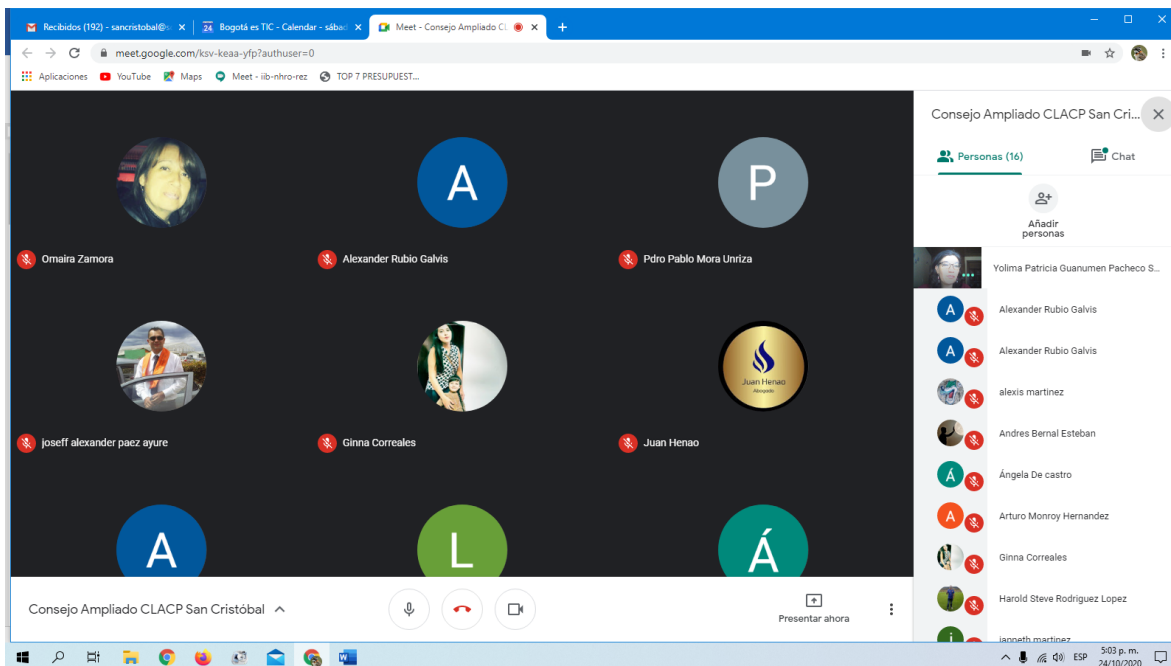 Recibidos (192) - sancristobal@s
24
Bogotá es TIC - Calendar - sábad
Meet - Consejo Ampliado CL
meet.google.com/ksv-keaa-yfp?authuser=0
Aplicaciones
YouTube
Maps
Meet - iib-nhro-rez
TOP 7 PRESUPUEST...
A
P
Omaira Zamora
Alexander Rubio Galvis
Pdro Pablo Mora Unriza
Juan Henao
Abogado
joseff alexander paez ayure
Ginna Correales
Juan Henao
A
L
Á
Consejo Ampliado CLACP San Cristóbal
Presentar ahora
Consejo Ampliado CLACP San Cri...
Personas (16)
Chat
Añadir
personas
Yolima Patricia Guanumen Pacheco S...
A
Alexander Rubio Galvis
A
Alexander Rubio Galvis
alexis martinez
Andres Bernal Esteban
Á
Ángela De castro
A
Arturo Monroy Hernandez
Ginna Correales
Harold Steve Rodriguez Lopez
janneth martinez
ESP
5:03 p. m.
24/10/2020